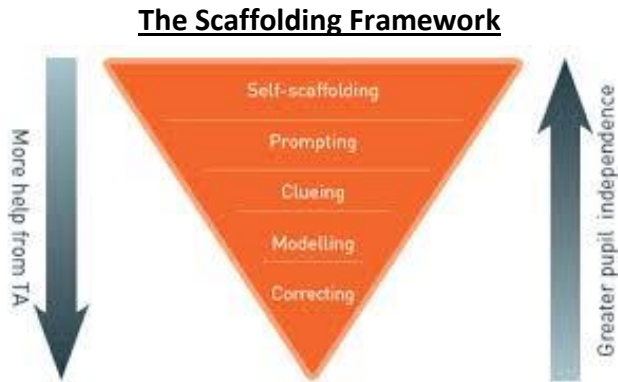 The Scaffolding Framework
Self-scaffolding
Prompting
Clueing
Modelling
Correcting
More help from TA
Greater pupil independence